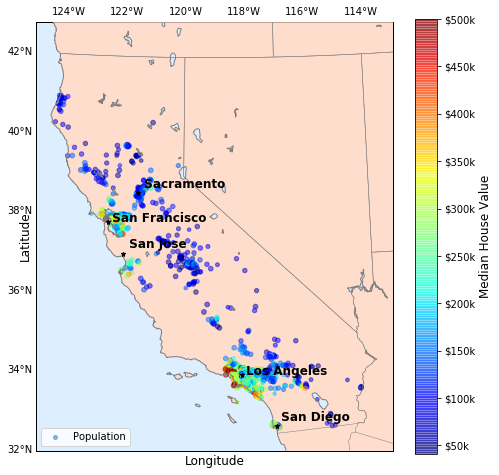 124°W 122°W 120°W 118°W 116°W 114°W
$500k
42°N
$450k
$400k
40°N
$350k
Sacramento
$300k
38°N
San Francisco
$250k
San Jose
Latitude
Median House Value
36°N
$200k
$150k
34°N
Los Angeles
$100k
San Diego
Population
$50k
32°N
Longitude